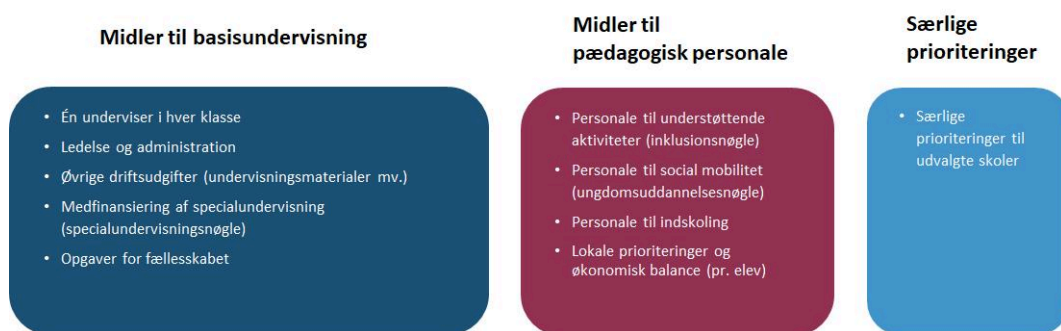 Midler til basisundervisning
• Én underviser i hver klasse
• Ledelse og administration
• Øvrige driftsudgifter (undervisningsmaterialer mv.)
• Medfinansiering af specialundervisning
(specialundervisningsnøgle)
• Opgaver for fællesskabet
Midler til
pædagogisk personale
• Personale til understøttende
aktiviteter (inklusionsnøgle)
• Personale til social mobilitet
(ungdomsuddannelsesnøgle)
• Personale til indskoling
• Lokale prioriteringer og
økonomisk balance (pr. elev)
Særlige
prioriteringer
• Særlige
prioriteringer til
udvalgte skoler